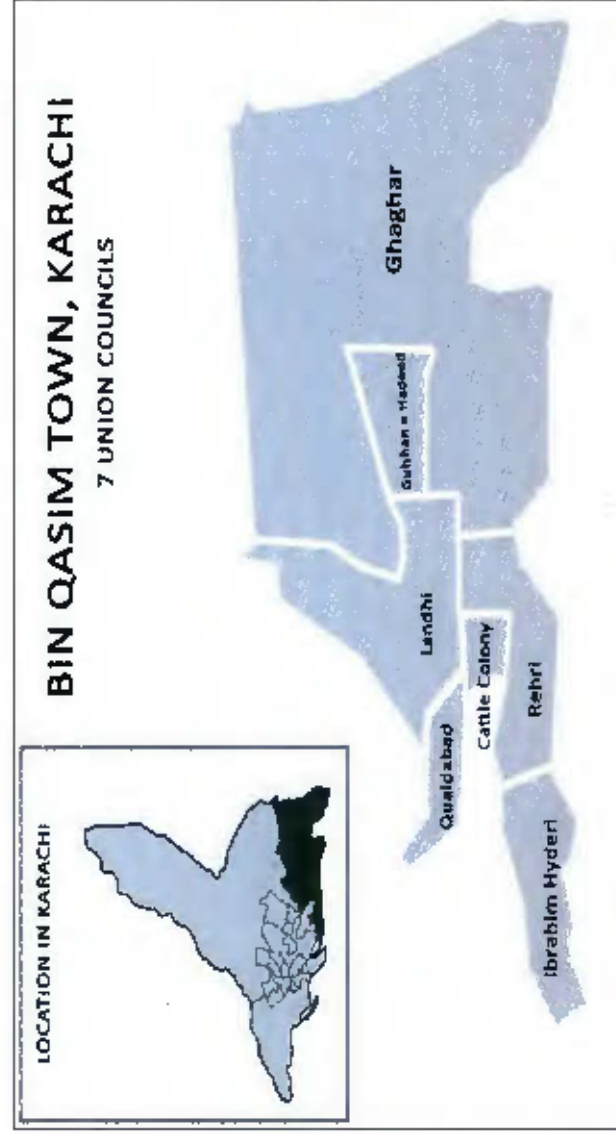 BIN QASIM TOWN, KARACHI
7 UNION COUNCILS
LOCATION IN KARACHI
Ghaghar
Landhi
Quaidabad
Cattle Colony
Rehri
Ibrahim Hyderi